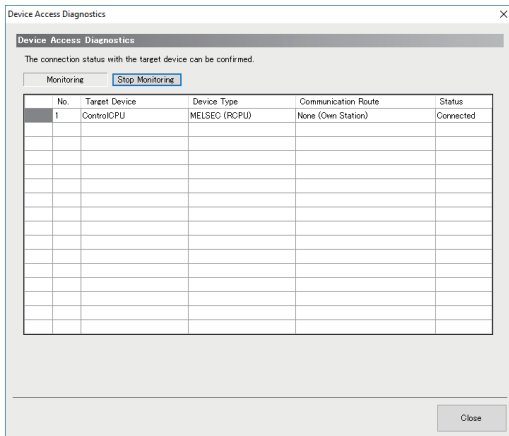 Device Access Diagnostics
Device Access Diagnostics
The connection status with the target device can be confirmed.
Monitoring Stop Monitoring
No. Target Device Device Type Communication Route Status
1 ControlCPU MELSEC (RCPU) None (Own Station) Connected
Close